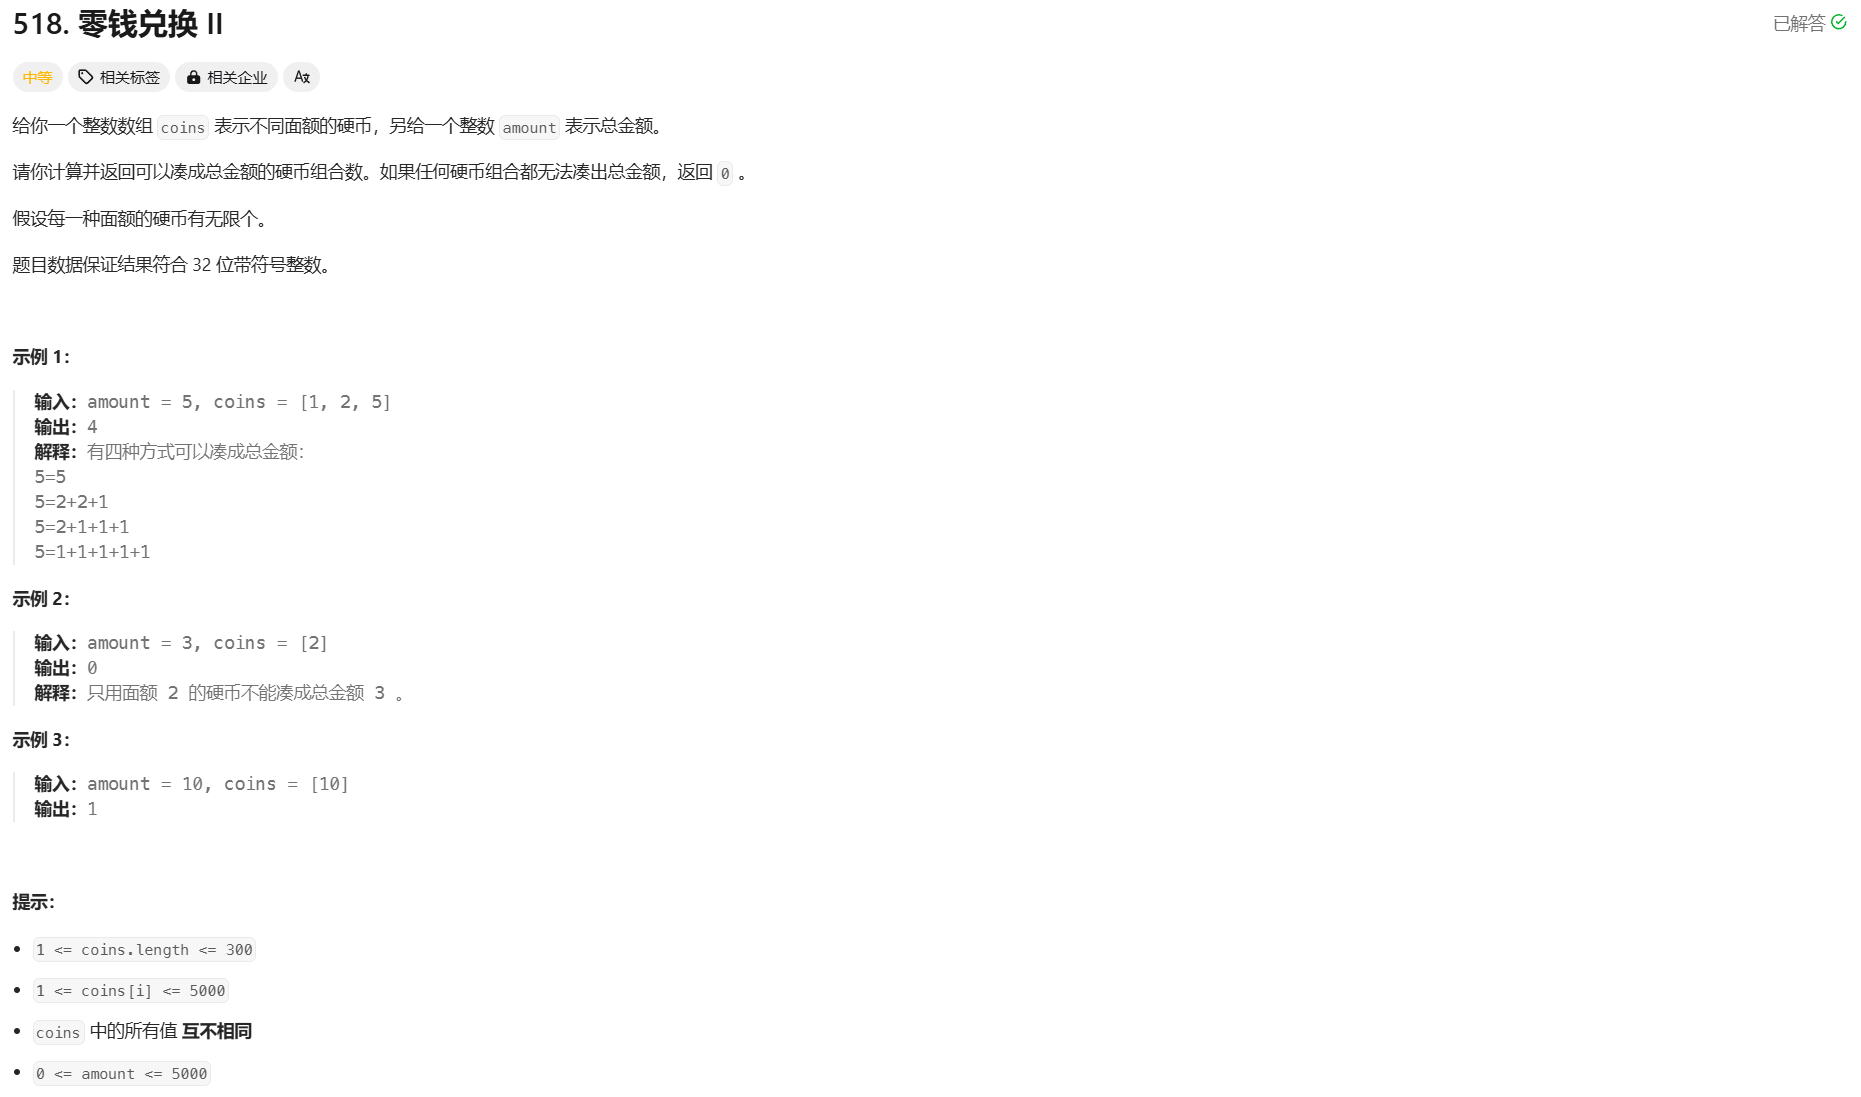 518. 零钱兑换 II
已解答
中等
相关标签
相关企业
给你一个整数数组 coins 表示不同面额的硬币，另给一个整数 amount 表示总金额。
请你计算并返回可以凑成总金额的硬币组合数。如果任何硬币组合都无法凑出总金额，返回 0 。
假设每一种面额的硬币有无限个。
题目数据保证结果符合 32 位带符号整数。
示例 1：
输入：amount = 5, coins = [1, 2, 5]
输出：4
解释：有四种方式可以凑成总金额：
5=5
5=2+2+1
5=2+1+1+1
5=1+1+1+1+1
示例 2：
输入：amount = 3, coins = [2]
输出：0
解释：只用面额 2 的硬币不能凑成总金额 3 。
示例 3：
输入：amount = 10, coins = [10]
输出：1
提示：
1 <= coins.length <= 300
1 <= coins[i] <= 5000
coins 中的所有值 互不相同
0 <= amount <= 5000